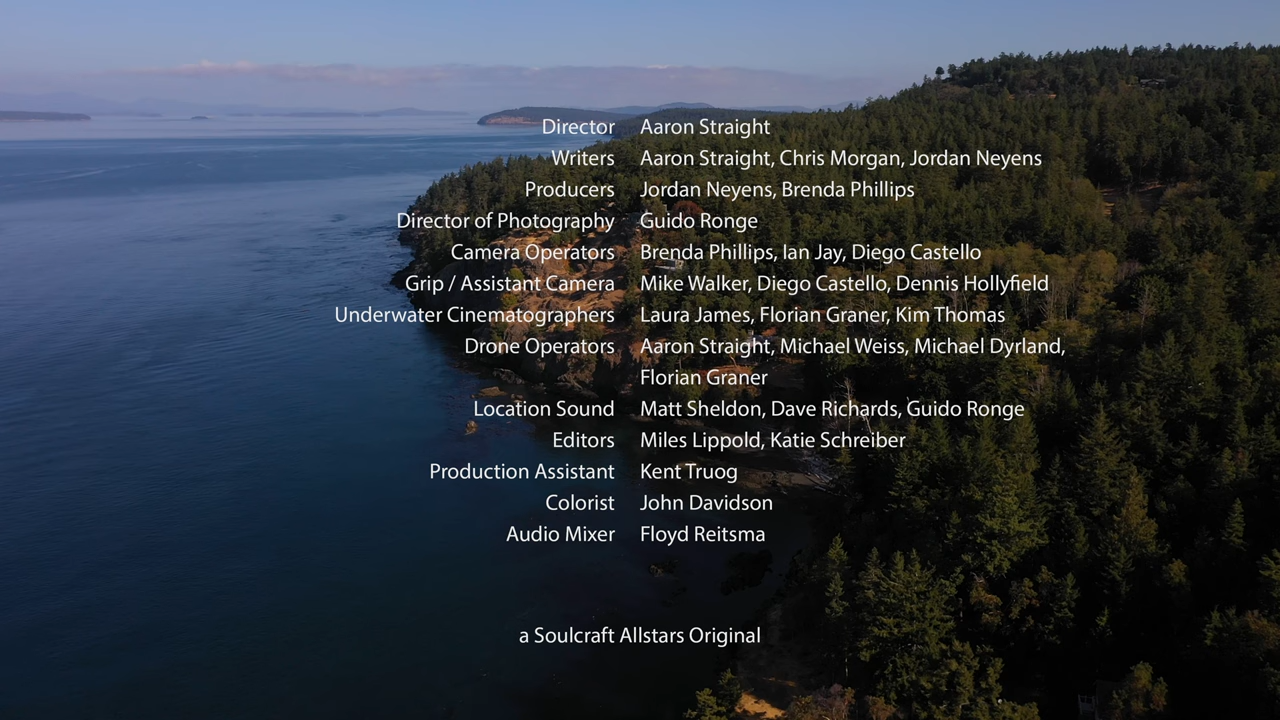 Director Aaron Straight
Writers Aaron Straight, Chris Morgan, Jordan Neyens
Producers Jordan Neyens, Brenda Phillips
Director of Photography Guido Ronge
Camera Operators Brenda Phillips, Ian Jay, Diego Castello
Grip / Assistant Camera Mike Walker, Diego Castello, Dennis Hollyfield
Underwater Cinematographers Laura James, Florian Graner, Kim Thomas
Drone Operators Aaron Straight, Michael Weiss, Michael Dyrland,
Florian Graner
Location Sound Matt Sheldon, Dave Richards, Guido Ronge
Editors Miles Lippold, Katie Schreiber
Production Assistant Kent Truog
Colorist John Davidson
Audio Mixer Floyd Reitsma
a Soulcraft Allstars Original